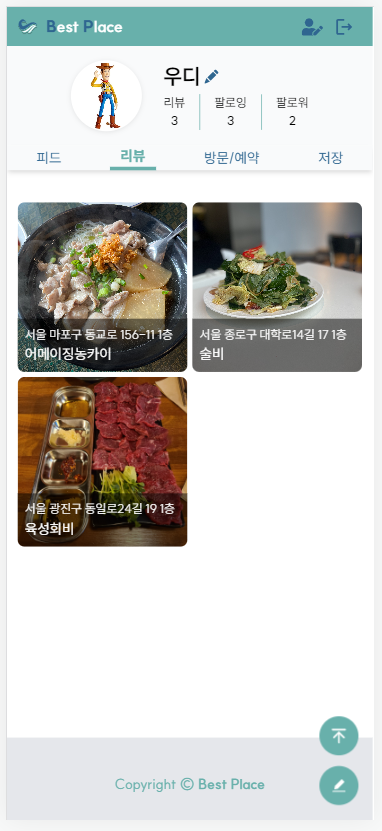 Best Place
우디
리뷰 팔로잉 팔로워
3 3 2
피드 리뷰 방문/예약 저장
서울 마포구 동교로 156-11 1층
어메이징농카이
서울 종로구 대학로14길 17 1층
술비
서울 광진구 동일로24길 19 1층
육성회비
Copyright © Best Place